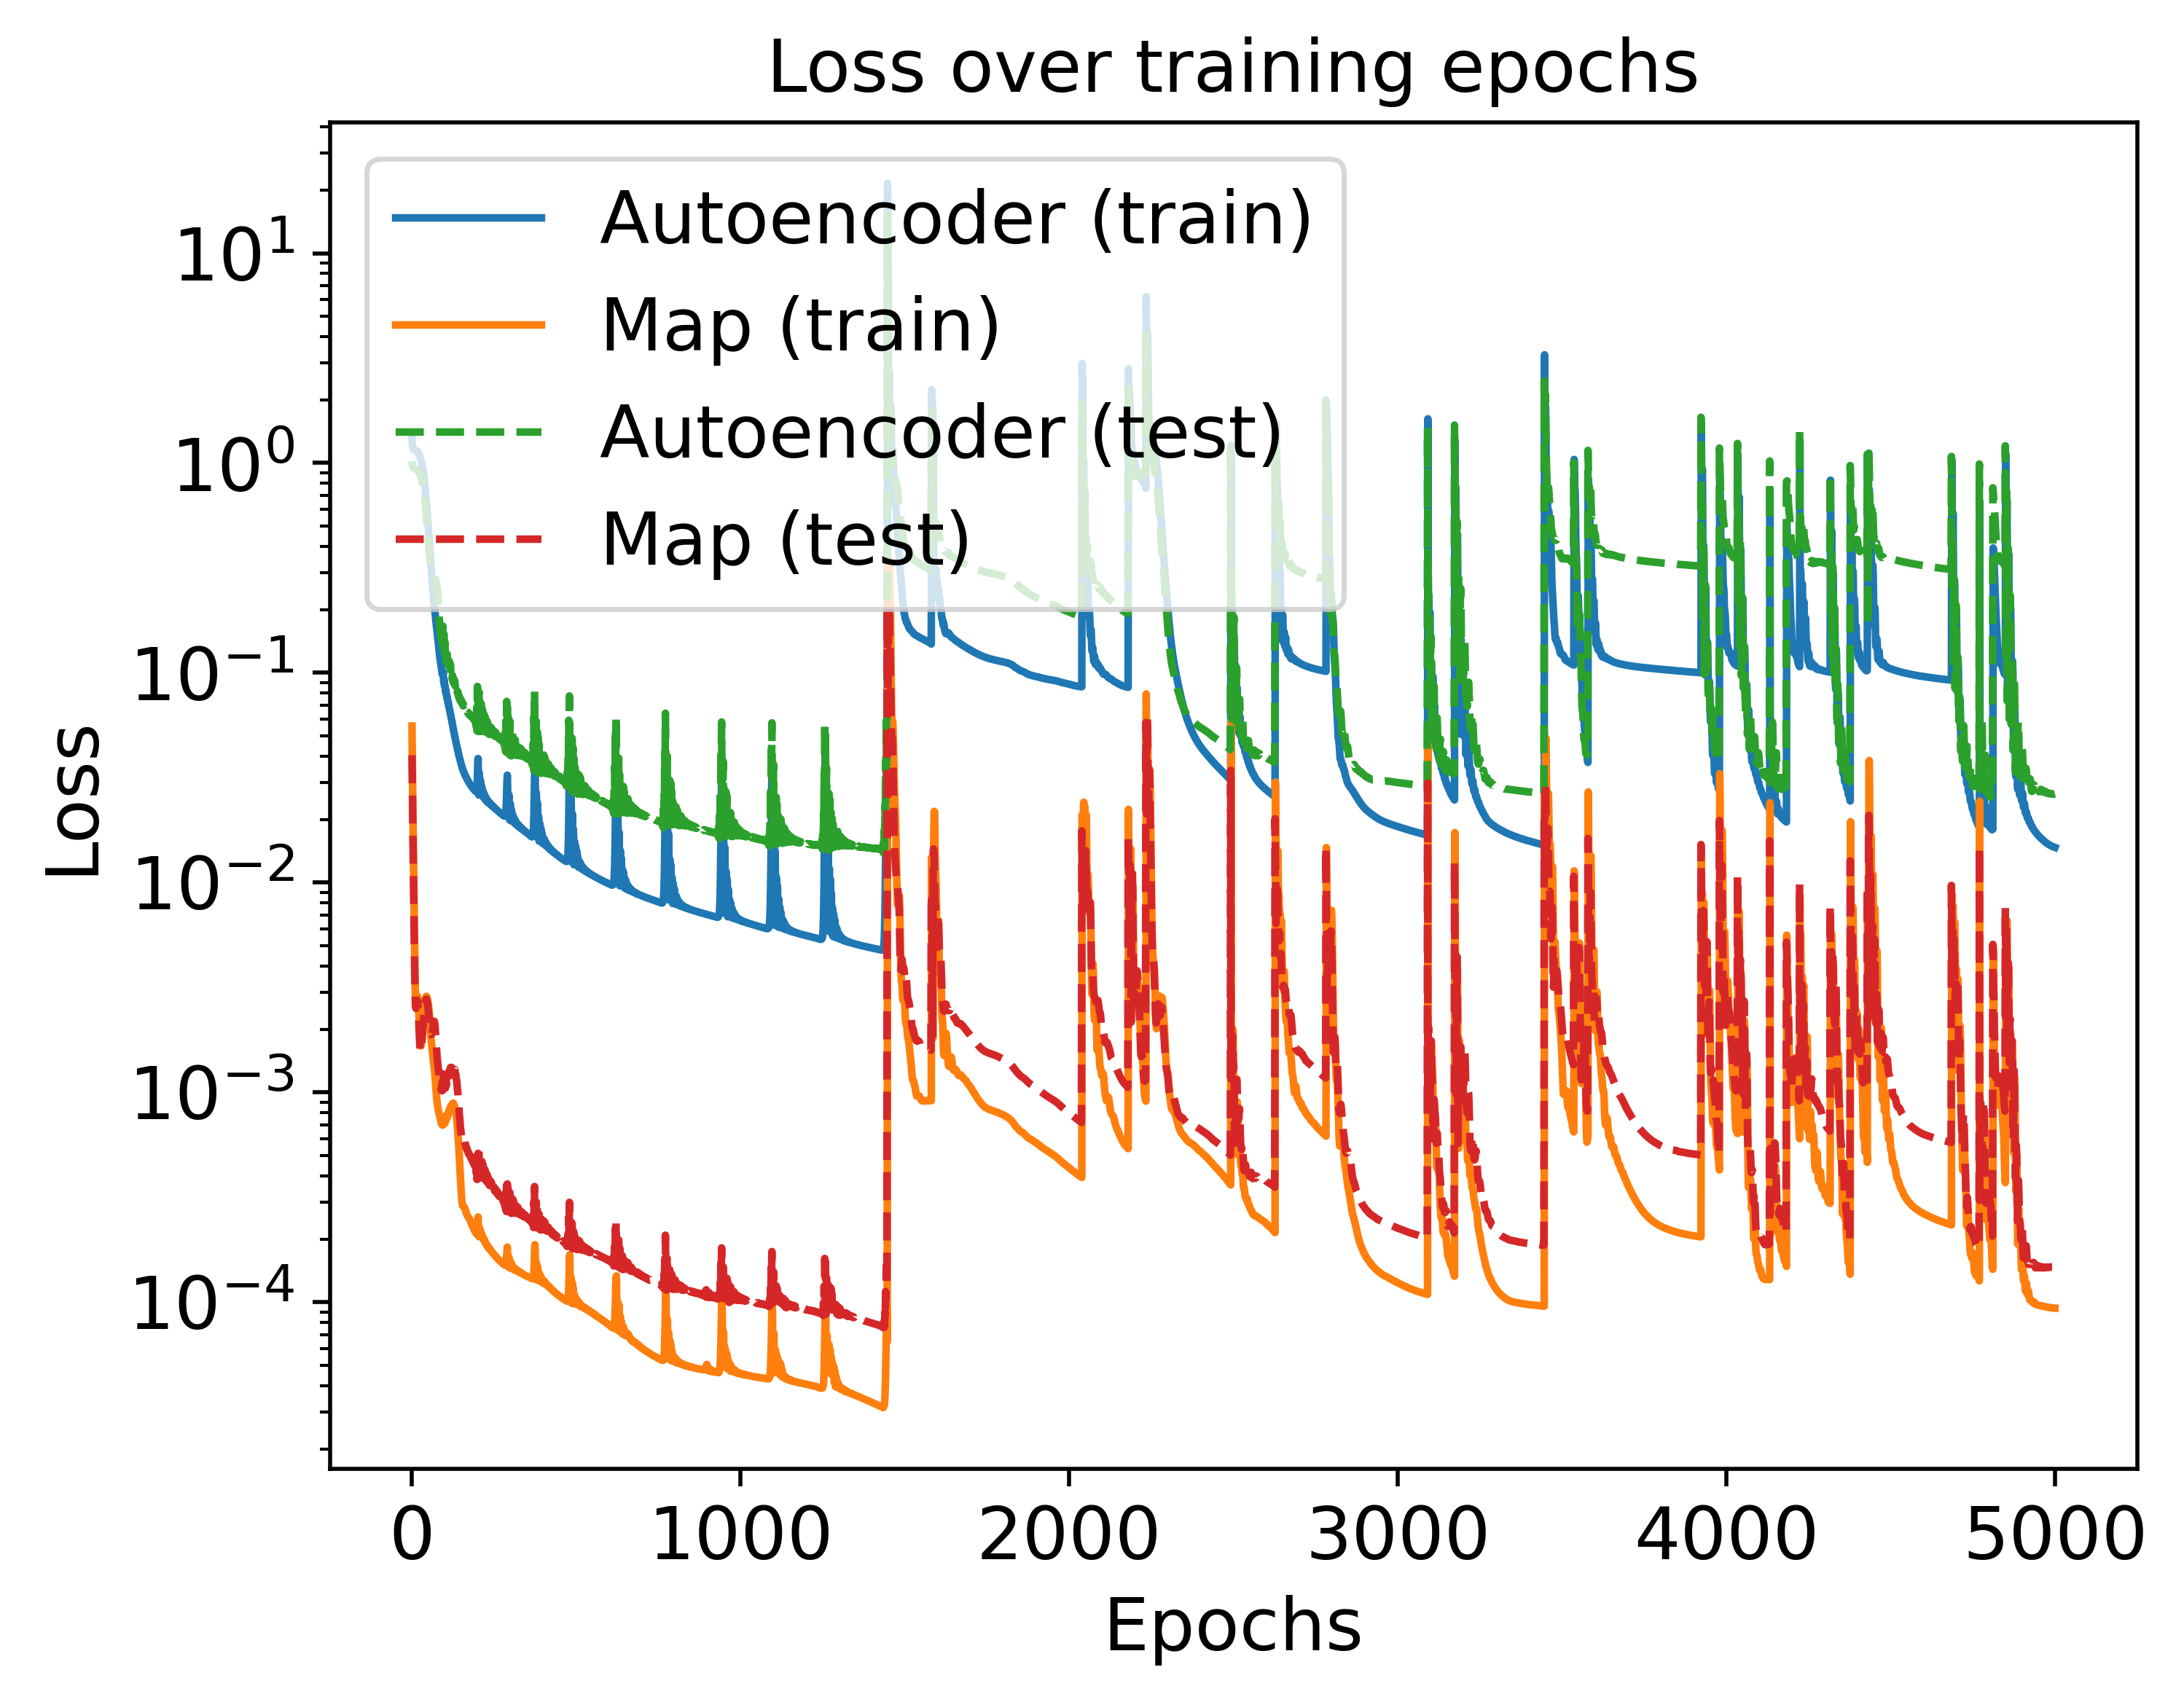 Loss over training epochs
Autoencoder (train)
Map (train)
Autoencoder (test)
Map (test)
10¹
10⁰
10⁻¹
10⁻²
10⁻³
10⁻⁴
Loss
0 1000 2000 3000 4000 5000
Epochs